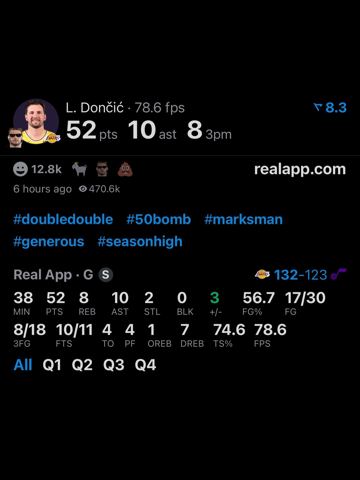 L. Dončić · 78.6 fps
8.3
52 pts 10 ast 8 3pm
12.8k
realapp.com
6 hours ago 470.6k
#doubledouble #50bomb #marksman
#generous #seasonhigh
Real App · G S
132-123
38 52 8 10 2 0 3 56.7 17/30
MIN PTS REB AST STL BLK +/- FG% FG
8/18 10/11 4 4 1 7 74.6 78.6
3FG FTS TO PF OREB DREB TS% FPS
All Q1 Q2 Q3 Q4